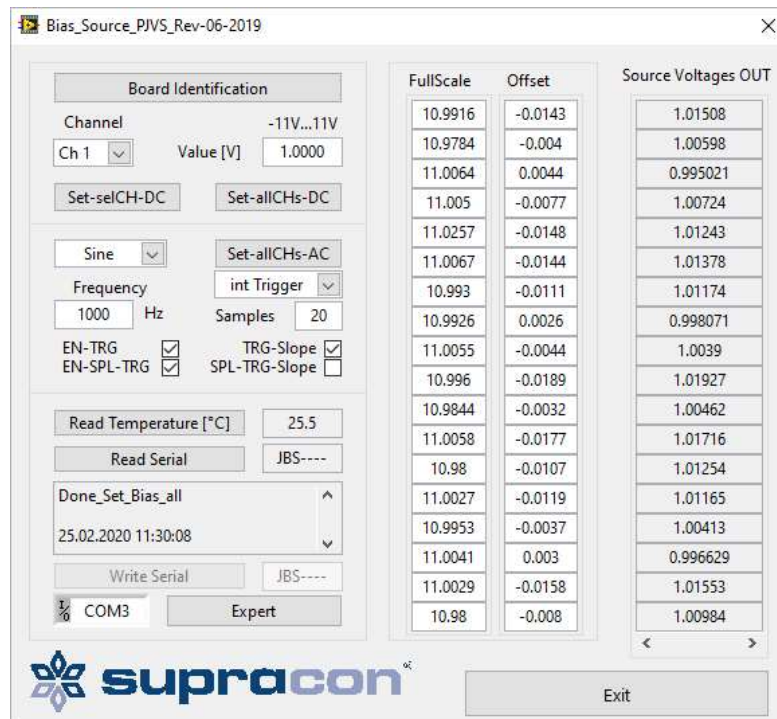 Bias_Source_PJVS_Rev-06-2019
Board Identification
Channel -11V...11V
Ch 1 Value [V] 1.0000
Set-selCH-DC Set-allCHs-DC
Sine Set-allCHs-AC
Frequency int Trigger
1000 Hz Samples 20
EN-TRG TRG-Slope
EN-SPL-TRG SPL-TRG-Slope
Read Temperature [°C] 25.5
Read Serial JBS----
Done_Set_Bias_all
25.02.2020 11:30:08
Write Serial JBS----
I/O COM3 Expert
FullScale Offset Source Voltages OUT
10.9916 -0.0143 1.01508
10.9784 -0.004 1.00598
11.0064 0.0044 0.995021
11.005 -0.0077 1.00724
11.0257 -0.0148 1.01243
11.0067 -0.0144 1.01378
10.993 -0.0111 1.01174
10.9926 0.0026 0.998071
11.0055 -0.0044 1.0039
10.996 -0.0189 1.01927
10.9844 -0.0032 1.00462
11.0058 -0.0177 1.01716
10.98 -0.0107 1.01254
11.0027 -0.0119 1.01165
10.9953 -0.0037 1.00413
11.0041 0.003 0.996629
11.0029 -0.0158 1.01553
10.98 -0.008 1.00984
supracon
Exit